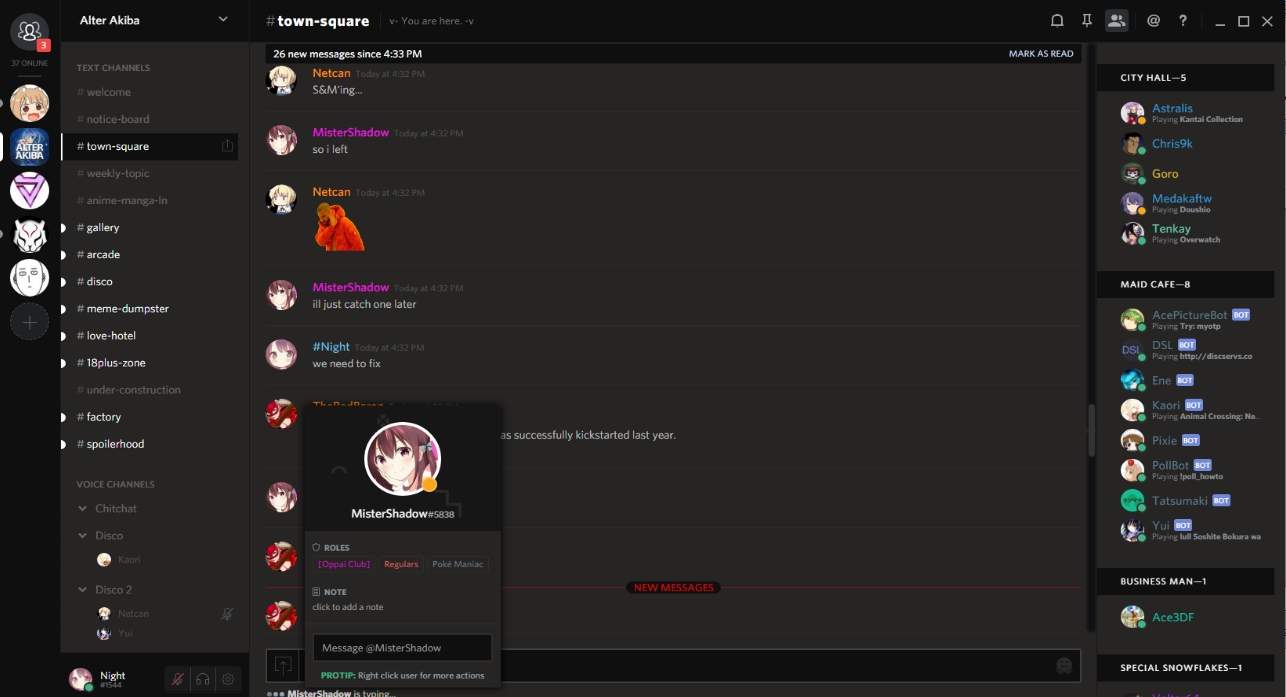 3
37 ONLINE
ALTER
AKIBA
Alter Akiba
TEXT CHANNELS
# welcome
# notice-board
# town-square
# weekly-topic
# anime-manga-ln
# gallery
# arcade
# disco
# meme-dumpster
# love-hotel
# 18plus-zone
# under-construction
# factory
# spoilerhood
VOICE CHANNELS
Chitchat
Disco
Kaori
Disco 2
Netcan
Yui
Night
#1544
#town-square
v- You are here. -v
26 new messages since 4:33 PM
MARK AS READ
Netcan Today at 4:32 PM
S&M'ing...
MisterShadow Today at 4:32 PM
so i left
Netcan Today at 4:32 PM
MisterShadow Today at 4:32 PM
ill just catch one later
#Night Today at 4:32 PM
we need to fix
TheRedBaron
as successfully kickstarted last year.
MisterShadow#5838
ROLES
[Oppai Club] Regulars Poké Maniac
NOTE
click to add a note
Message @MisterShadow
PROTIP: Right click user for more actions
NEW MESSAGES
MisterShadow is typing...
@ ?
CITY HALL—5
Astralis
Playing Kantai Collection
Chris9k
Goro
Medakaftw
Playing Doushio
Tenkay
Playing Overwatch
MAID CAFE—8
AcePictureBot BOT
Playing Try: myotp
DSL
DSL BOT
Playing http://discservs.co
Ene BOT
Kaori BOT
Playing Animal Crossing: Ne...
Pixie BOT
PollBot BOT
Playing !poll_howto
Tatsumaki BOT
Yui BOT
Playing lull Soshite Bokura wa
BUSINESS MAN—1
Ace3DF
SPECIAL SNOWFLAKES—1